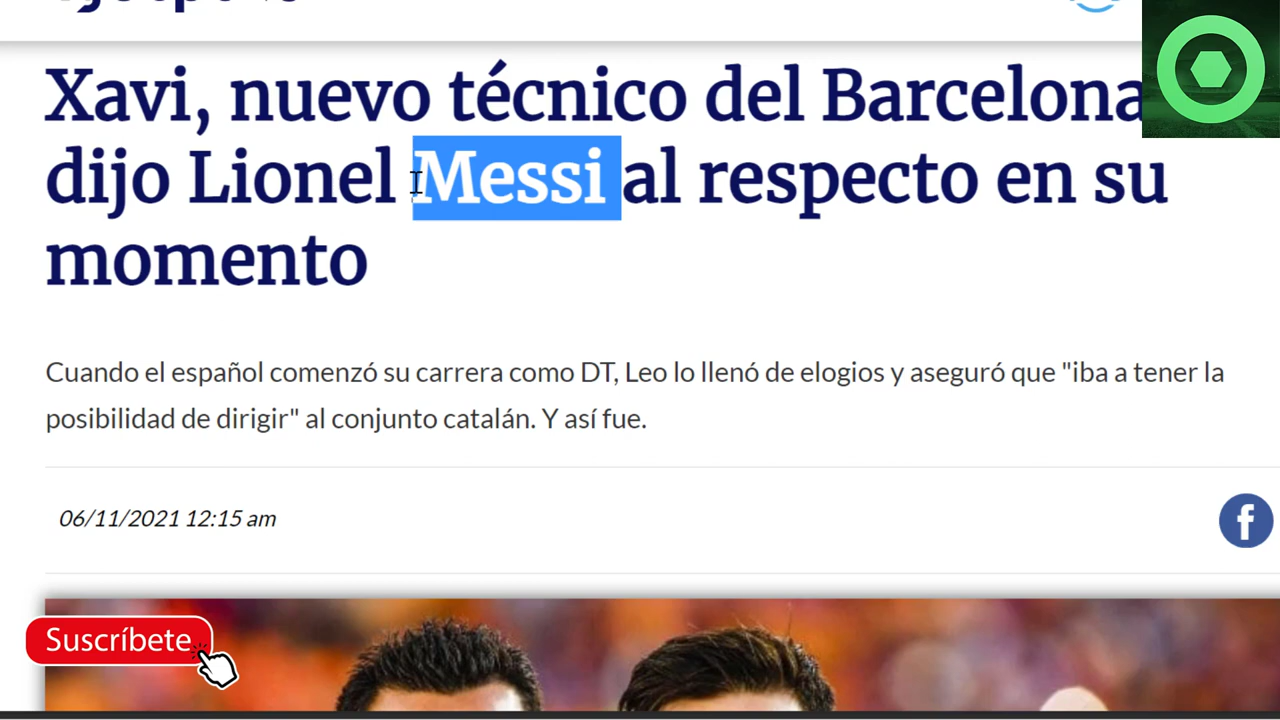 Xavi, nuevo técnico del Barcelona
dijo Lionel Messi al respecto en su
momento
Cuando el español comenzó su carrera como DT, Leo lo llenó de elogios y aseguró que "iba a tener la
posibilidad de dirigir" al conjunto catalán. Y así fue.
06/11/2021 12:15 am
f
Suscríbete